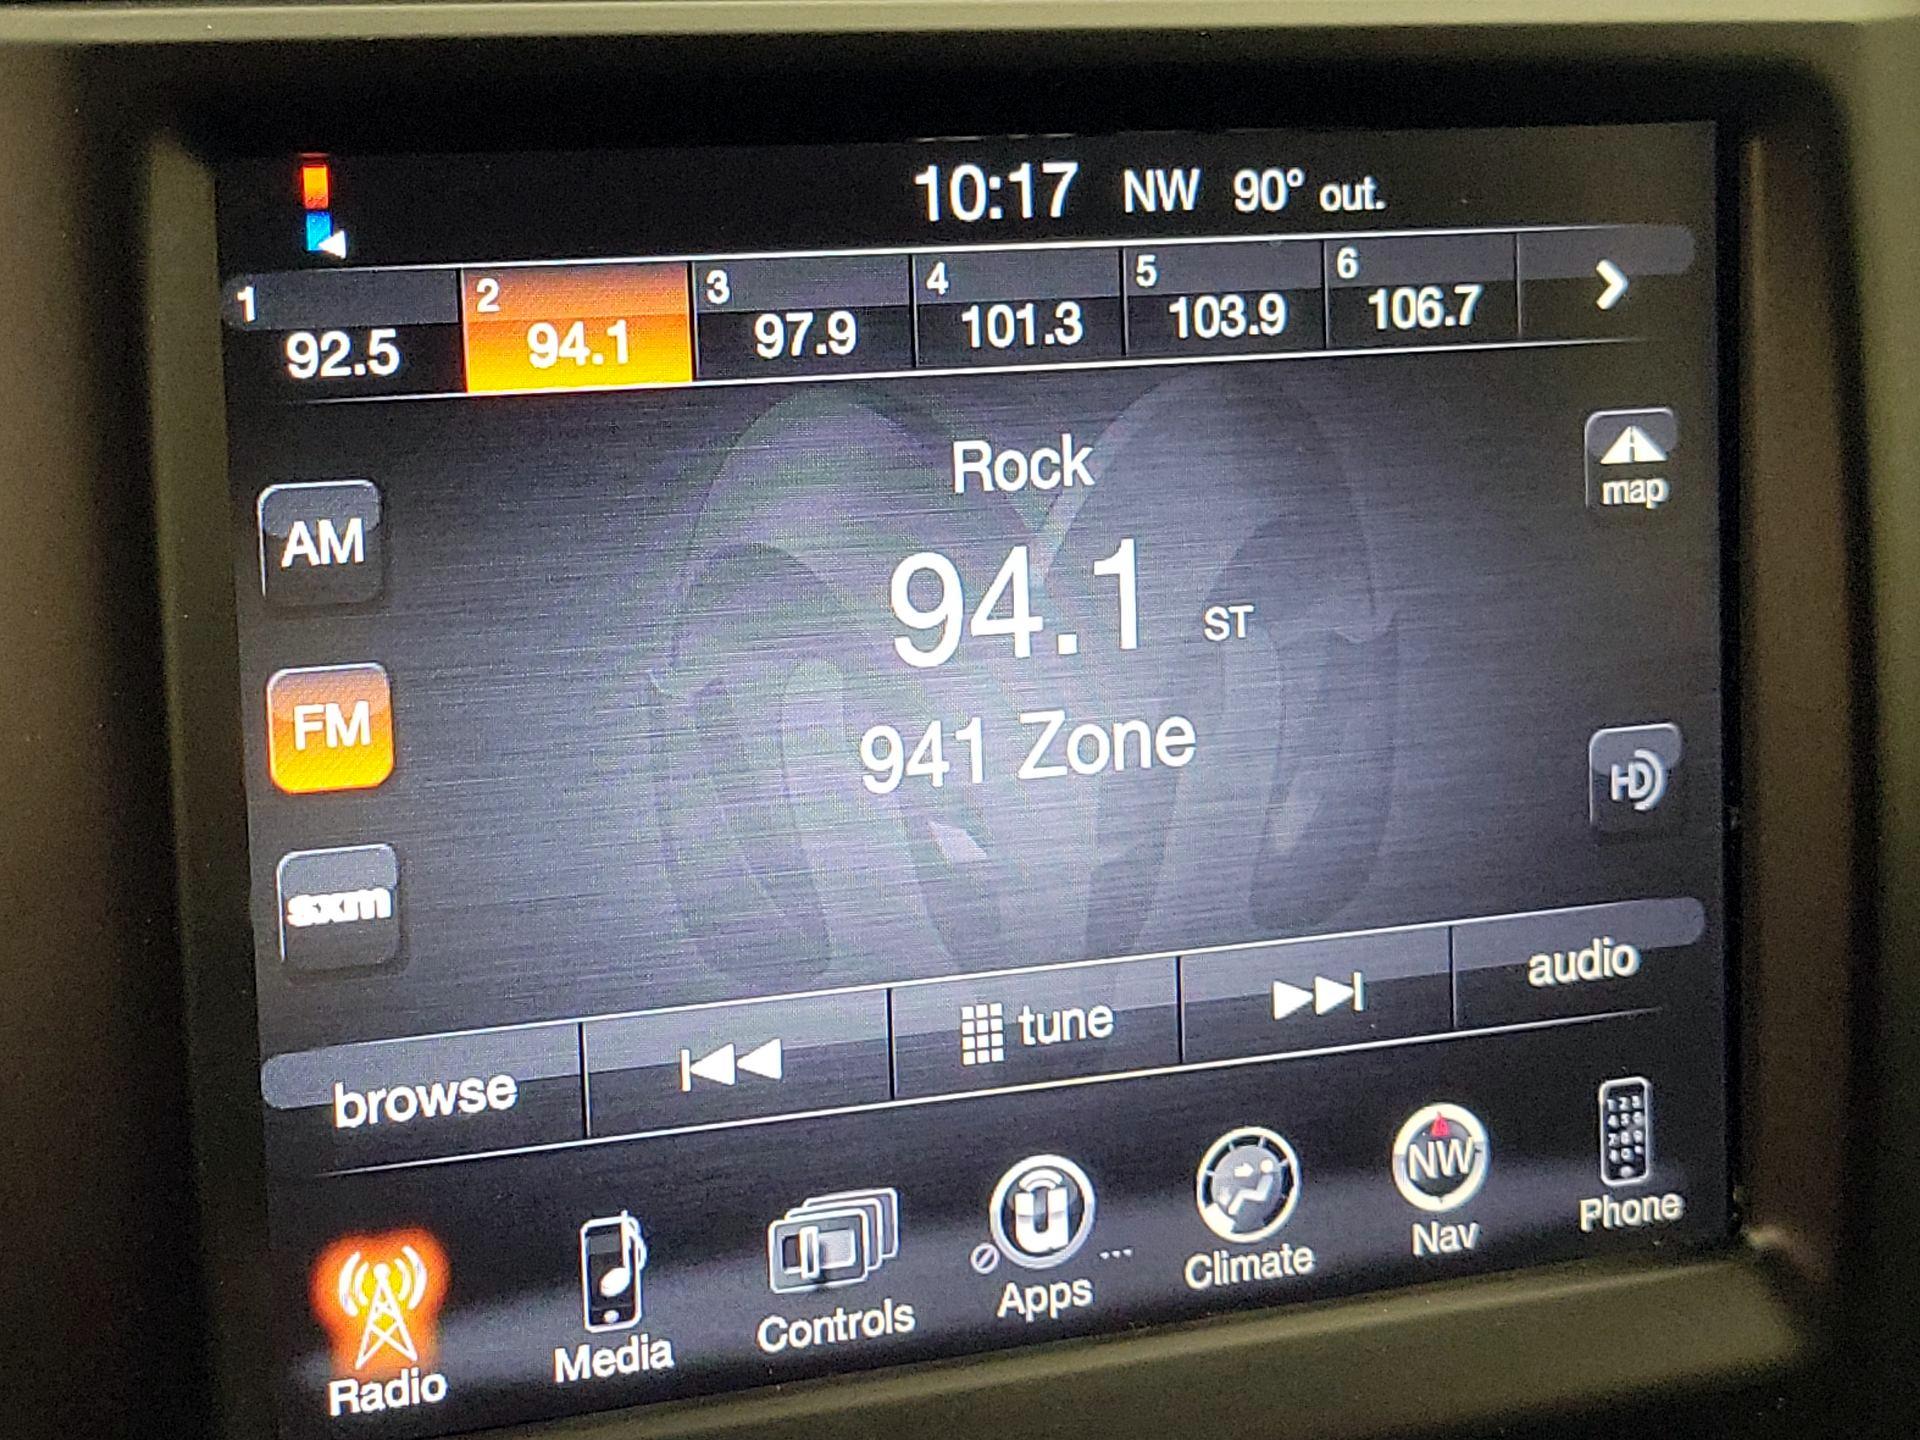 10:17 NW 90° out.
1 2 3 4 5 6
92.5 94.1 97.9 101.3 103.9 106.7
Rock
map
AM
94.1 ST
FM
941 Zone
HD
sxm
browse tune audio
NW
Radio Media Controls Apps Climate Nav Phone